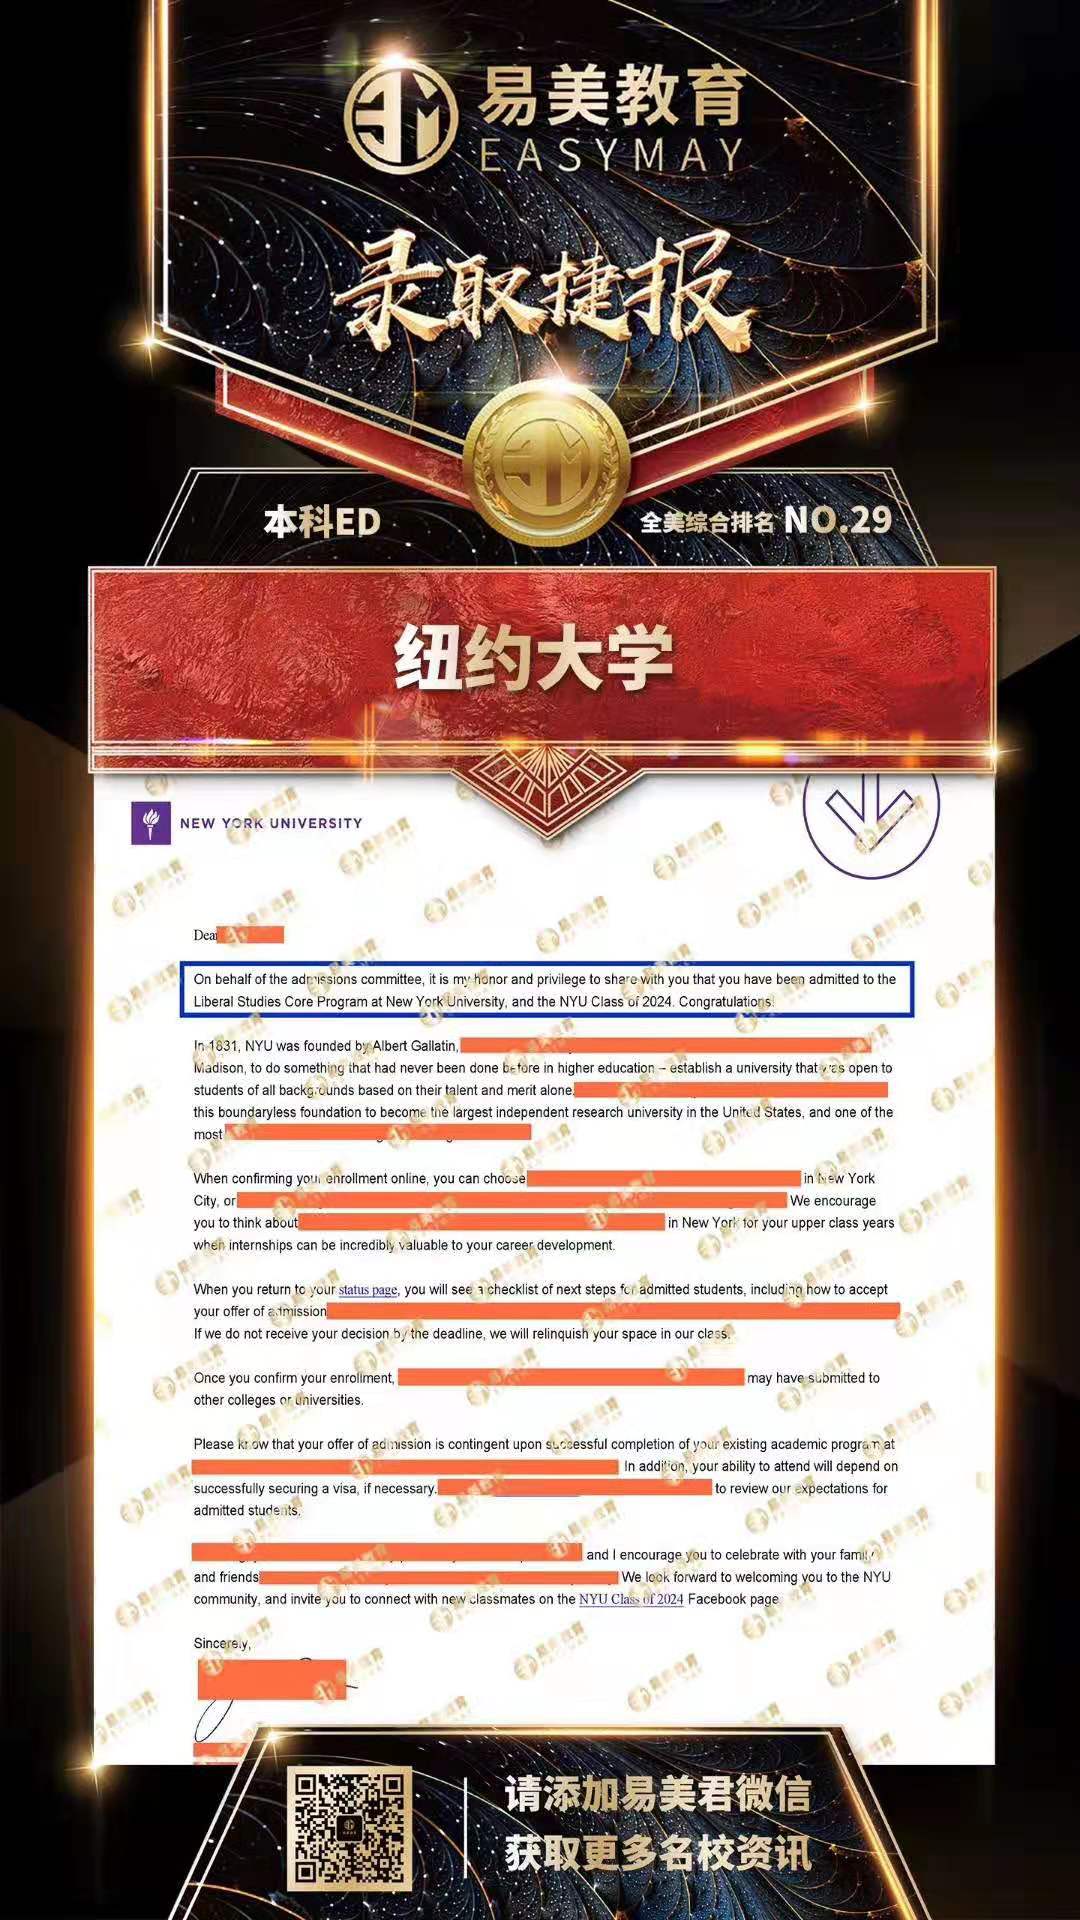 易美教育
EASYMAY
录取捷报
本科ED
全美综合排名 NO.29
纽约大学
NEW YORK UNIVERSITY
Dear
On behalf of the admissions committee, it is my honor and privilege to share with you that you have been admitted to the
Liberal Studies Core Program at New York University, and the NYU Class of 2024. Congratulations!
In 1831, NYU was founded by Albert Gallatin,
Madison, to do something that had never been done before in higher education – establish a university that was open to
students of all backgrounds based on their talent and merit alone.
this boundaryless foundation to become the largest independent research university in the United States, and one of the
most
When confirming your enrollment online, you can choose in New York
City, or We encourage
you to think about in New York for your upper class years
when internships can be incredibly valuable to your career development.
When you return to your status page, you will see a checklist of next steps for admitted students, including how to accept
your offer of admission
If we do not receive your decision by the deadline, we will relinquish your space in our class.
Once you confirm your enrollment, may have submitted to
other colleges or universities.
Please know that your offer of admission is contingent upon successful completion of your existing academic program at
In addition, your ability to attend will depend on
successfully securing a visa, if necessary. to review our expectations for
admitted students.
and I encourage you to celebrate with your family
and friends We look forward to welcoming you to the NYU
community, and invite you to connect with new classmates on the NYU Class of 2024 Facebook page
Sincerely,
请添加易美君微信
获取更多名校资讯